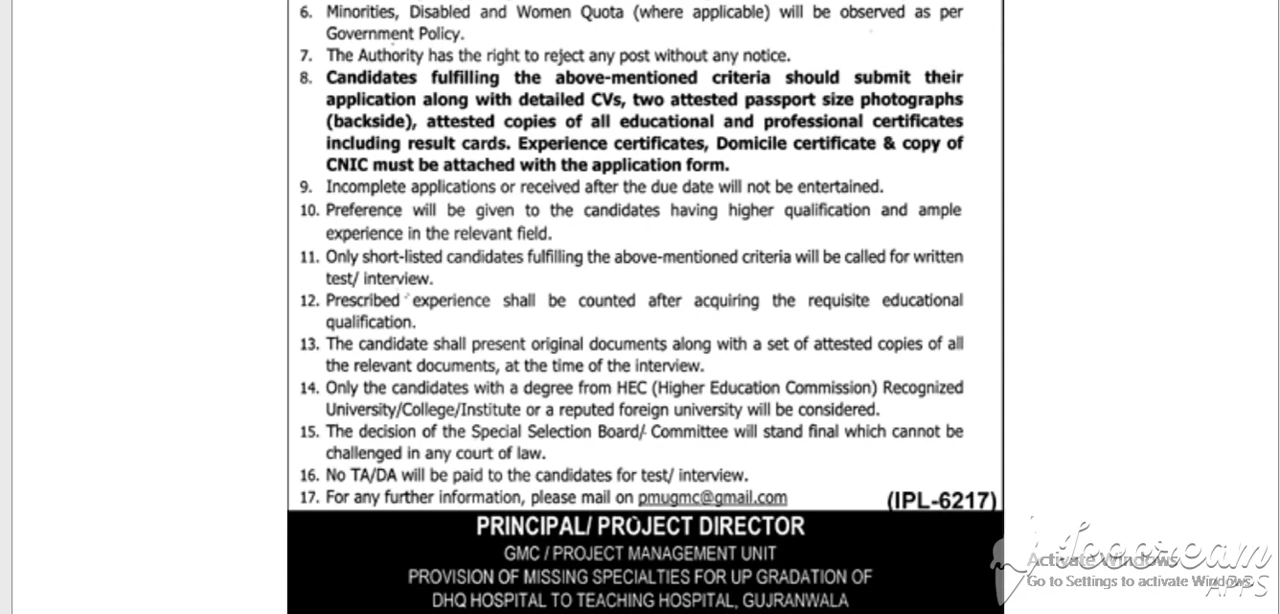 6. Minorities, Disabled and Women Quota (where applicable) will be observed as per
Government Policy.
7. The Authority has the right to reject any post without any notice.
8. Candidates fulfilling the above-mentioned criteria should submit their
application along with detailed CVs, two attested passport size photographs
(backside), attested copies of all educational and professional certificates
including result cards. Experience certificates, Domicile certificate & copy of
CNIC must be attached with the application form.
9. Incomplete applications or received after the due date will not be entertained.
10. Preference will be given to the candidates having higher qualification and ample
experience in the relevant field.
11. Only short-listed candidates fulfilling the above-mentioned criteria will be called for written
test/ interview.
12. Prescribed experience shall be counted after acquiring the requisite educational
qualification.
13. The candidate shall present original documents along with a set of attested copies of all
the relevant documents, at the time of the interview.
14. Only the candidates with a degree from HEC (Higher Education Commission) Recognized
University/College/Institute or a reputed foreign university will be considered.
15. The decision of the Special Selection Board/ Committee will stand final which cannot be
challenged in any court of law.
16. No TA/DA will be paid to the candidates for test/ interview.
17. For any further information, please mail on pmugmc@gmail.com
(IPL-6217)
PRINCIPAL/ PROJECT DIRECTOR
GMC / PROJECT MANAGEMENT UNIT
PROVISION OF MISSING SPECIALTIES FOR UP GRADATION OF
DHQ HOSPITAL TO TEACHING HOSPITAL, GUJRANWALA
Activate Windows
Go to Settings to activate Windows.
APPS